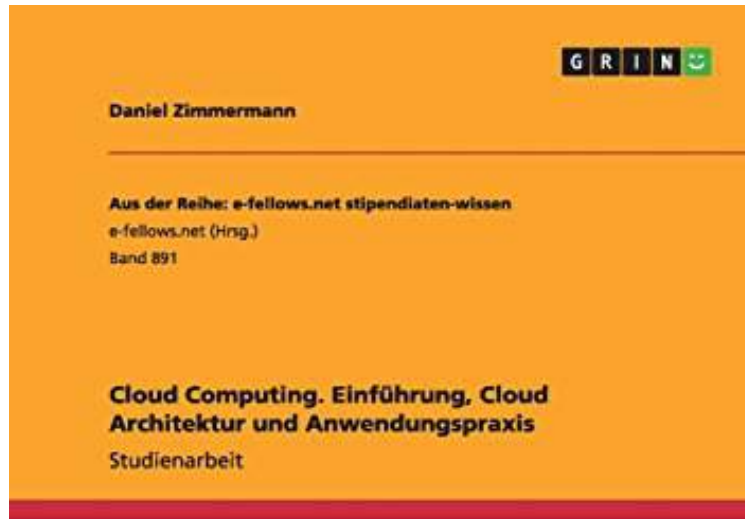 GRIN
Daniel Zimmermann
Aus der Reihe: e-fellows.net stipendiaten-wissen
e-fellows.net (Hrsg.)
Band 891
Cloud Computing. Einführung, Cloud
Architektur und Anwendungspraxis
Studienarbeit